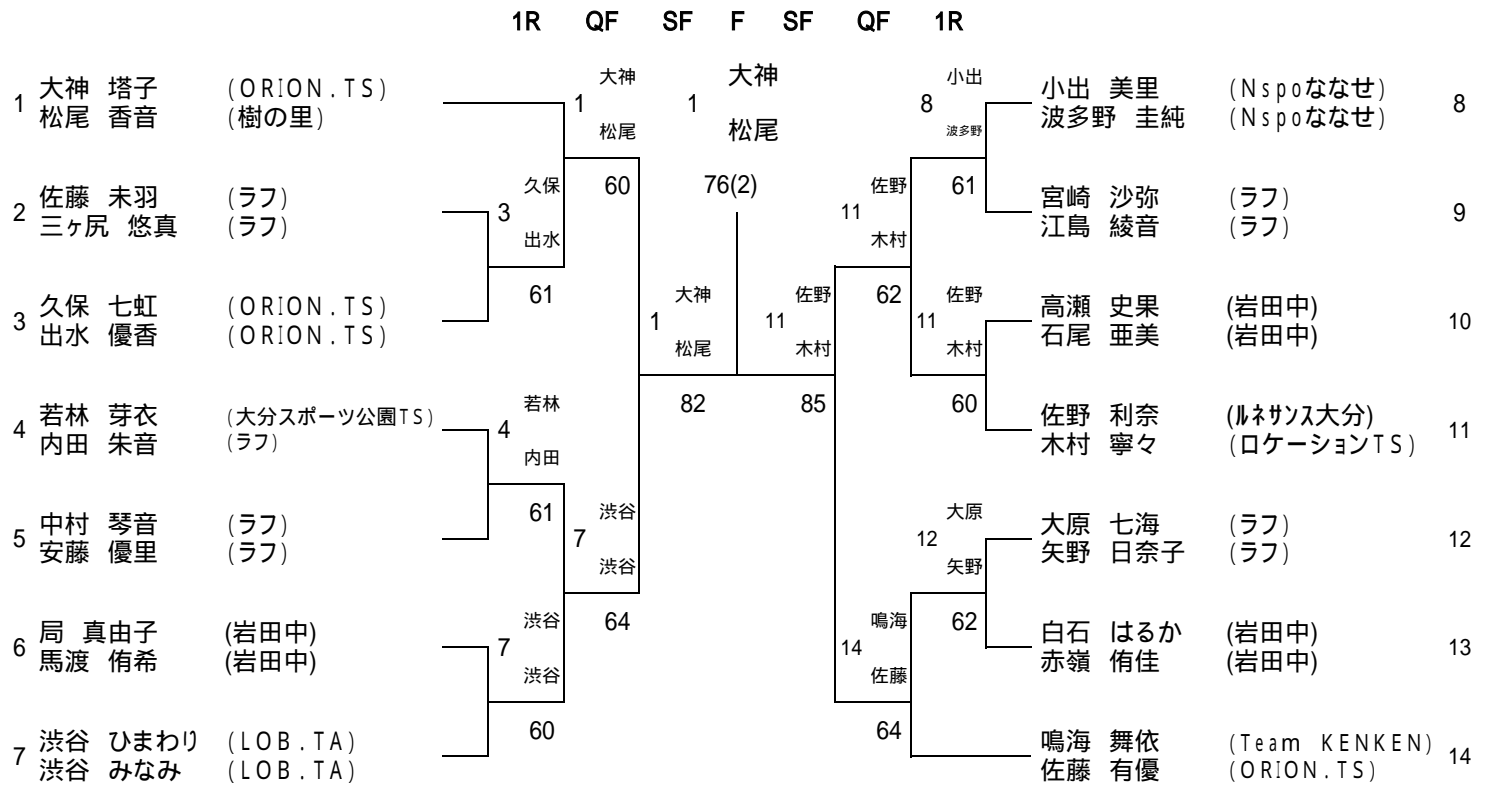 1R QF SF F SF QF 1R
1 大神 塔子 (ORION.TS)
松尾 香音 (樹の里)
2 佐藤 未羽 (ラフ)
三ヶ尻 悠真 (ラフ)
3 久保 七虹 (ORION.TS)
出水 優香 (ORION.TS)
4 若林 芽衣 (大分スポーツ公園TS)
内田 朱音 (ラフ)
5 中村 琴音 (ラフ)
安藤 優里 (ラフ)
6 局 真由子 (岩田中)
馬渡 侑希 (岩田中)
7 渋谷 ひまわり (LOB.TA)
渋谷 みなみ (LOB.TA)
久保
3
出水
61
若林
4
内田
61
渋谷
7
渋谷
60
大神
1
松尾
60
渋谷
7
渋谷
64
大神
1
松尾
82
大神
1
松尾
76(2)
佐野
11
木村
85
佐野
11
木村
62
鳴海
14
佐藤
64
小出
8
波多野
61
佐野
11
木村
60
大原
12
矢野
62
小出 美里 (Nspoななせ) 8
波多野 圭純 (Nspoななせ)
宮崎 沙弥 (ラフ) 9
江島 綾音 (ラフ)
高瀬 史果 (岩田中) 10
石尾 亜美 (岩田中)
佐野 利奈 (ルネサンス大分) 11
木村 寧々 (ロケーションTS)
大原 七海 (ラフ) 12
矢野 日奈子 (ラフ)
白石 はるか (岩田中) 13
赤嶺 侑佳 (岩田中)
鳴海 舞依 (Team KENKEN) 14
佐藤 有優 (ORION.TS)